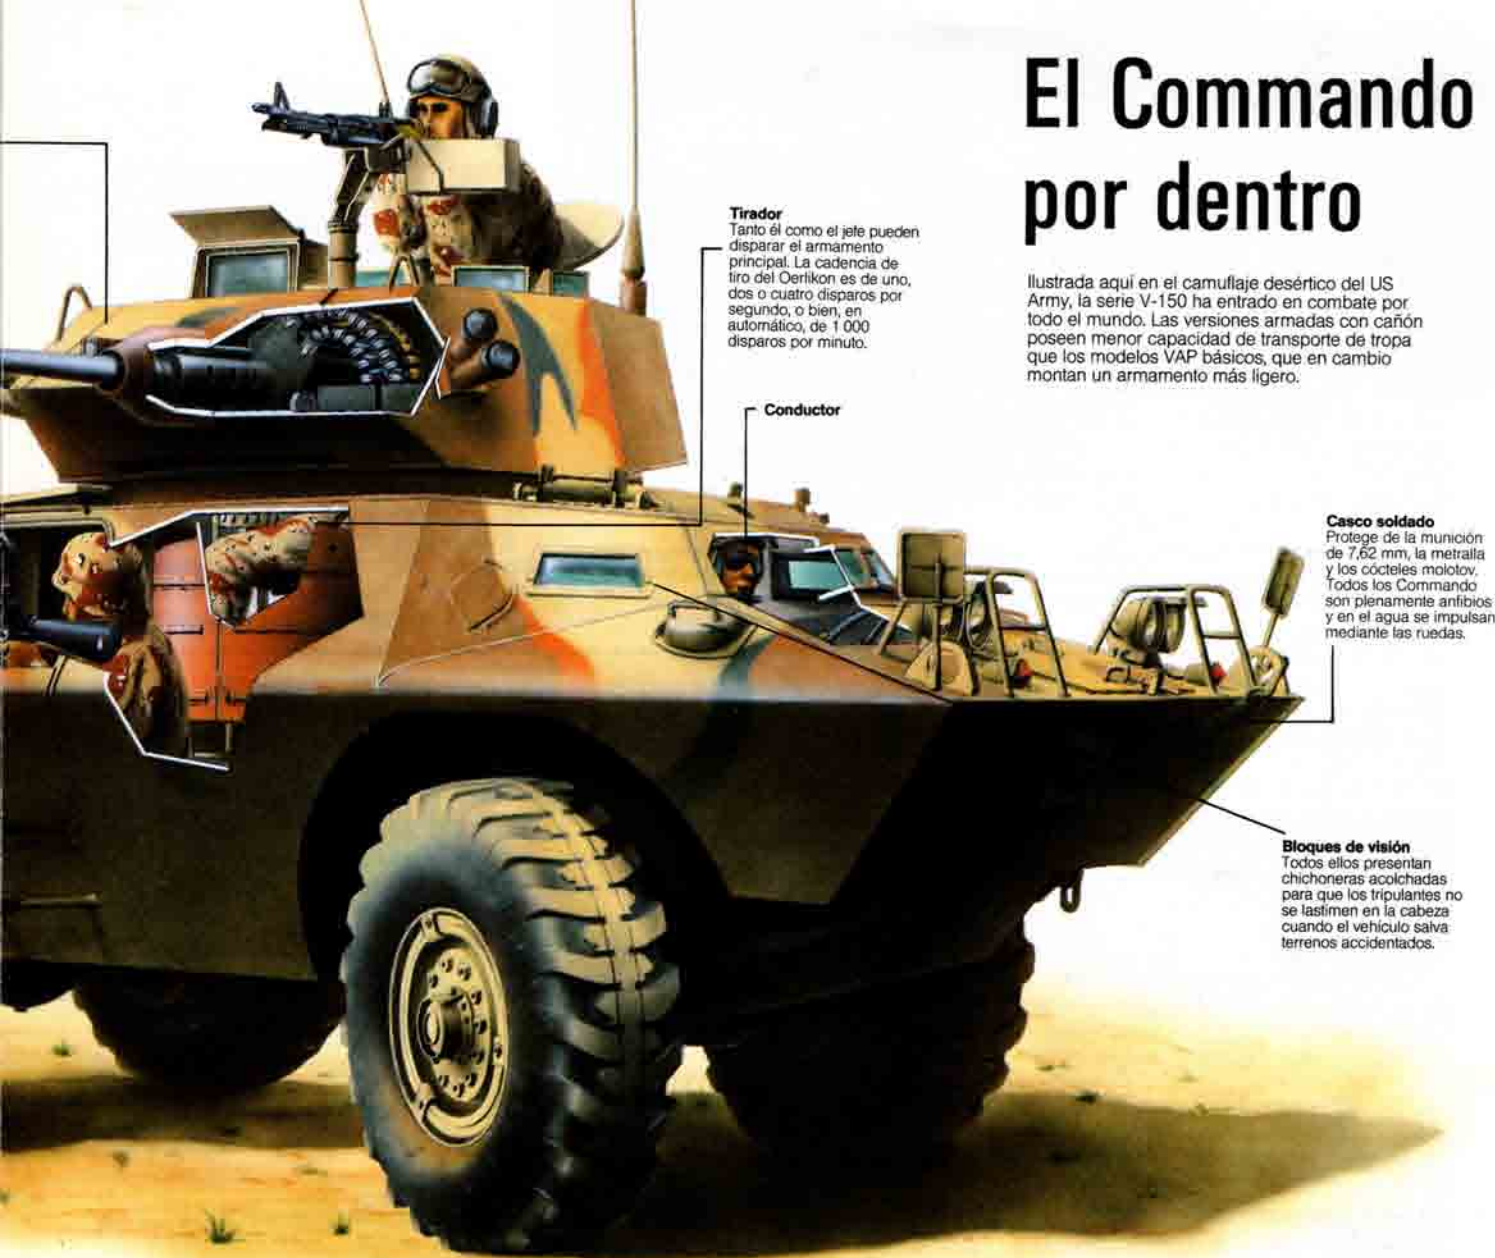 El Commando
por dentro
Ilustrada aquí en el camuflaje desértico del US
Army, la serie V-150 ha entrado en combate por
todo el mundo. Las versiones armadas con cañón
poseen menor capacidad de transporte de tropa
que los modelos VAP básicos, que en cambio
montan un armamento más ligero.
Tirador
Tanto él como el jefe pueden
disparar el armamento
principal. La cadencia de
tiro del Oerlikon es de uno,
dos o cuatro disparos por
segundo, o bien, en
automático, de 1 000
disparos por minuto.
Conductor
Casco soldado
Protege de la munición
de 7,62 mm, la metralla
y los cócteles molotov.
Todos los Commando
son plenamente anfibios
y en el agua se impulsan
mediante las ruedas.
Bloques de visión
Todos ellos presentan
chichoneras acolchadas
para que los tripulantes no
se lastimen en la cabeza
cuando el vehículo salva
terrenos accidentados.